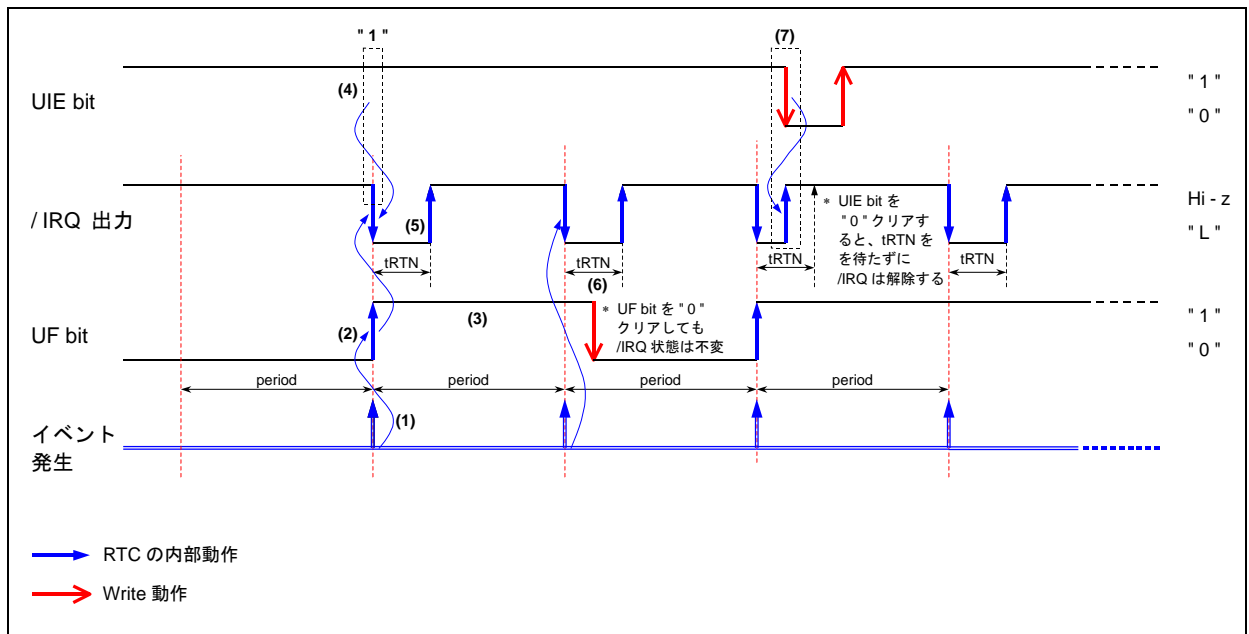 " 1 "
(7)
UIE bit
(4)
" 1 "
" 0 "
/ IRQ 出力
(5)
Hi - z
" L "
tRTN
tRTN
tRTN
tRTN
(6)
* UIE bit を
" 0 " クリアす
ると、tRTN を
を待たずに
/IRQ は解除する
UF bit
(2)
(3)
* UF bit を " 0 "
クリアしても
/IRQ 状態は不変
" 1 "
" 0 "
period
period
period
period
(1)
イベント
発生
RTC の内部動作
Write 動作